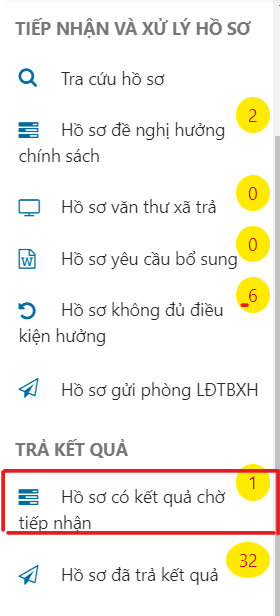 TIẾP NHẬN VÀ XỬ LÝ HỒ SƠ
Tra cứu hồ sơ
2
Hồ sơ đề nghị hưởng
chính sách
0
Hồ sơ văn thư xã trả
0
Hồ sơ yêu cầu bổ sung
6
Hồ sơ không đủ điều
kiện hưởng
Hồ sơ gửi phòng LĐTBXH
TRẢ KẾT QUẢ
1
Hồ sơ có kết quả chờ
tiếp nhận
32
Hồ sơ đã trả kết quả